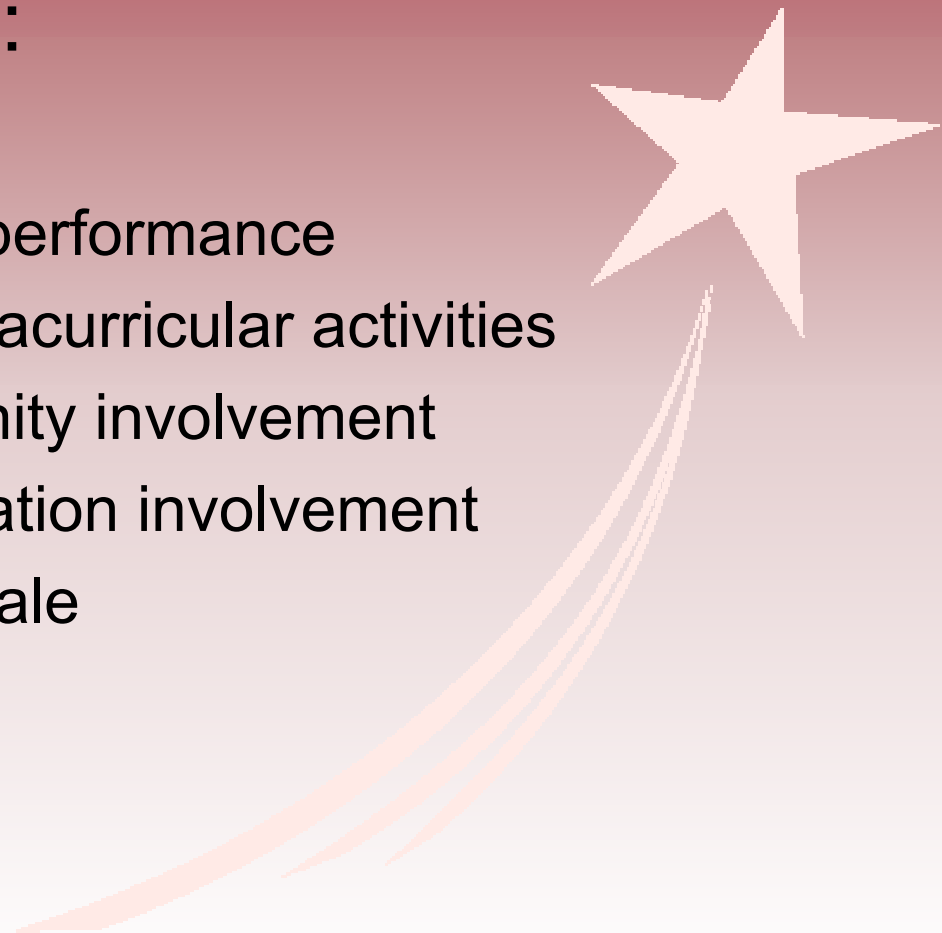 :
performance
acurricular activities
nity involvement
ation involvement
ale